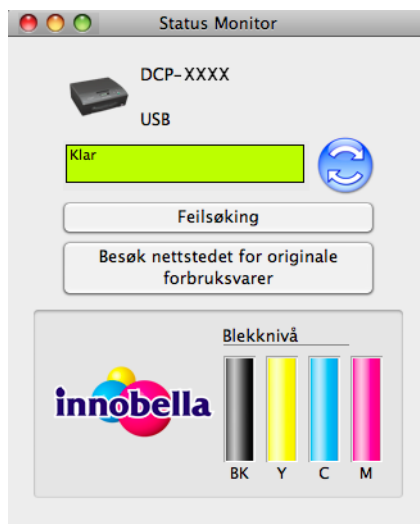 Status Monitor
DCP-XXXX
USB
Klar
Feilsøking
Besøk nettstedet for originale
forbruksvarer
Blekknivå
innobella
BK Y C M